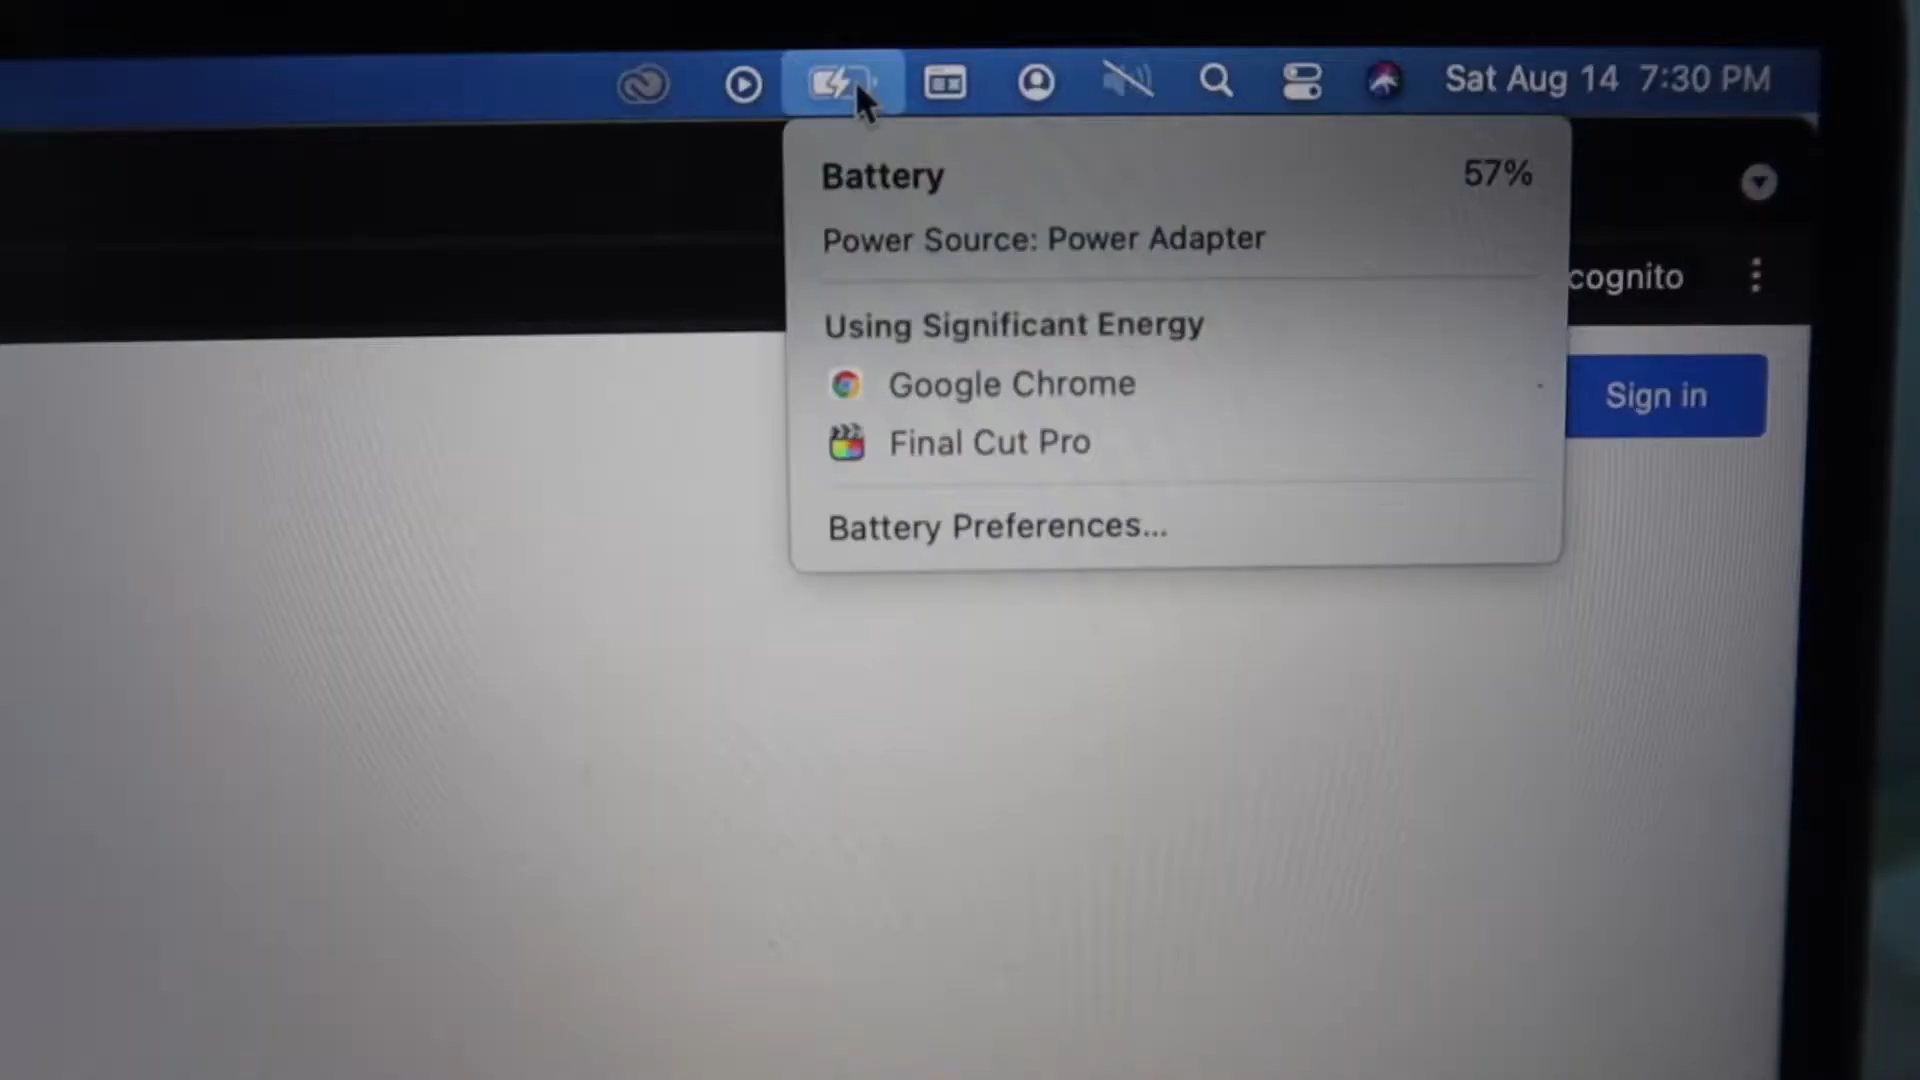 Sat Aug 14 7:30 PM
Battery 57%
Power Source: Power Adapter
cognito
Using Significant Energy
Google Chrome
Sign in
Final Cut Pro
Battery Preferences...